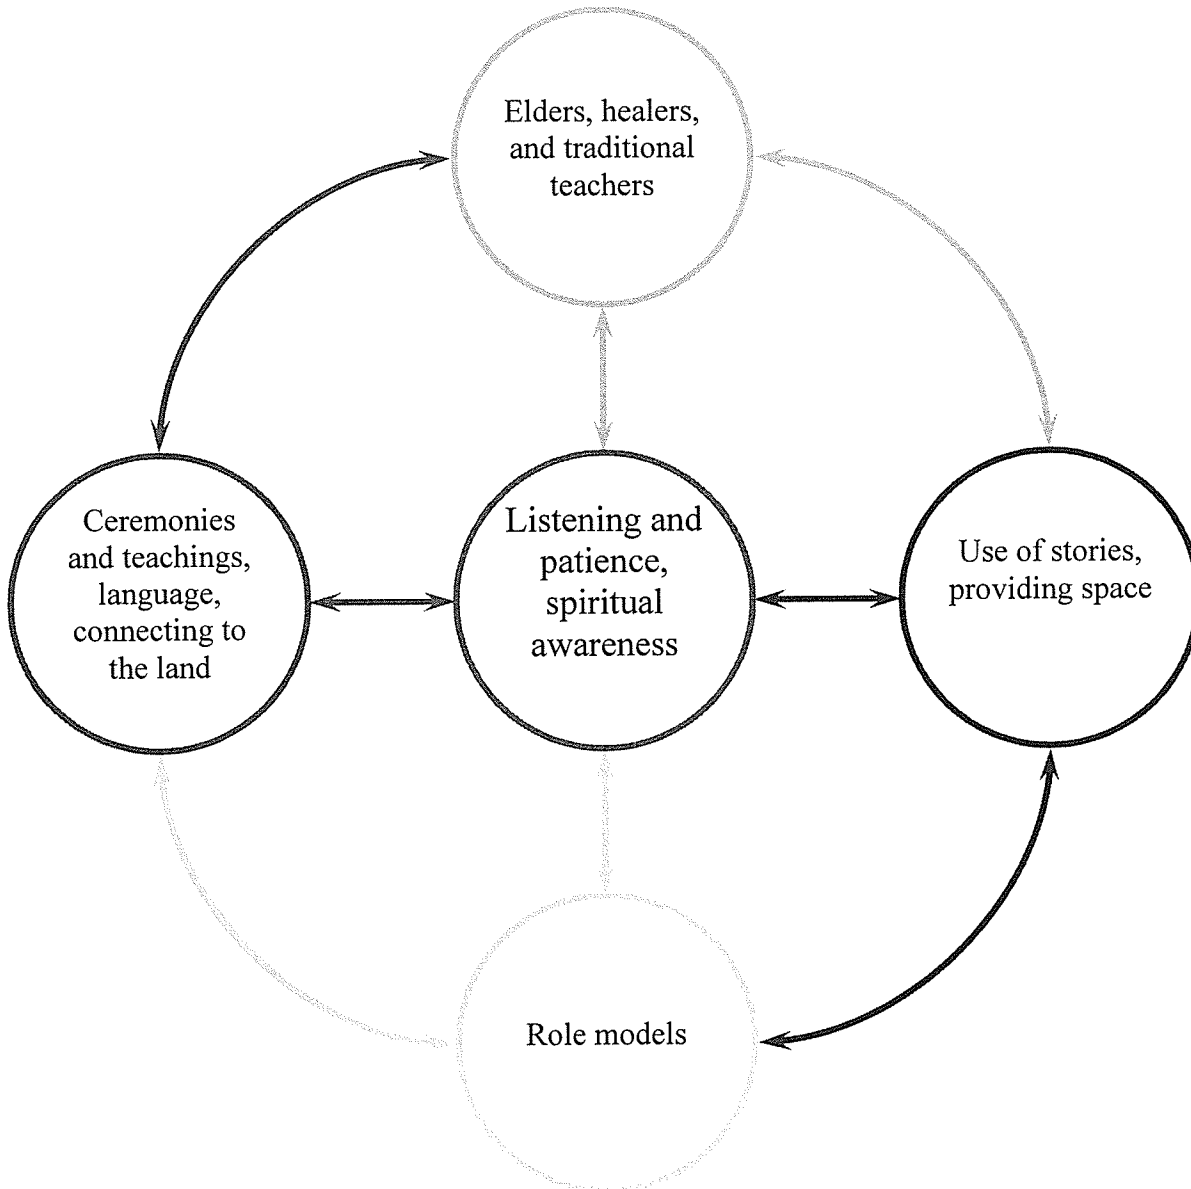 Elders, healers,
and traditional
teachers
Ceremonies
and teachings,
language,
connecting to
the land
Listening and
patience,
spiritual
awareness
Use of stories,
providing space
Role models